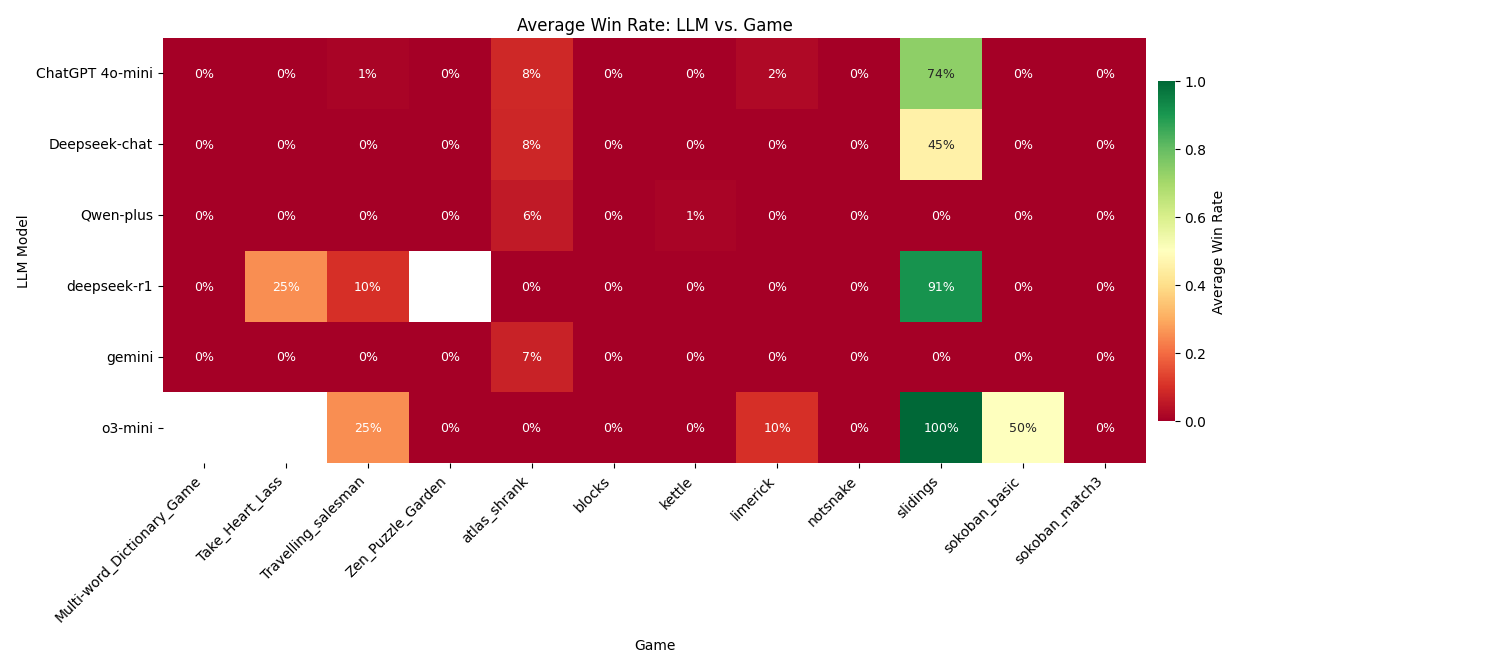 Average Win Rate: LLM vs. Game
LLM Model
ChatGPT 4o-mini 0% 0% 1% 0% 8% 0% 0% 2% 0% 74% 0% 0%
Deepseek-chat 0% 0% 0% 0% 8% 0% 0% 0% 0% 45% 0% 0%
Qwen-plus 0% 0% 0% 0% 6% 0% 1% 0% 0% 0% 0% 0%
deepseek-r1 0% 25% 10% 0% 0% 0% 0% 0% 91% 0% 0%
gemini 0% 0% 0% 0% 7% 0% 0% 0% 0% 0% 0% 0%
o3-mini 25% 0% 0% 0% 0% 10% 0% 100% 50% 0%
Multi-word_Dictionary_Game
Take_Heart_Lass
Travelling_salesman
Zen_Puzzle_Garden
atlas_shrank
blocks
kettle
limerick
notsnake
slidings
sokoban_basic
sokoban_match3
Game
1.0
0.8
0.6
0.4
0.2
0.0
Average Win Rate